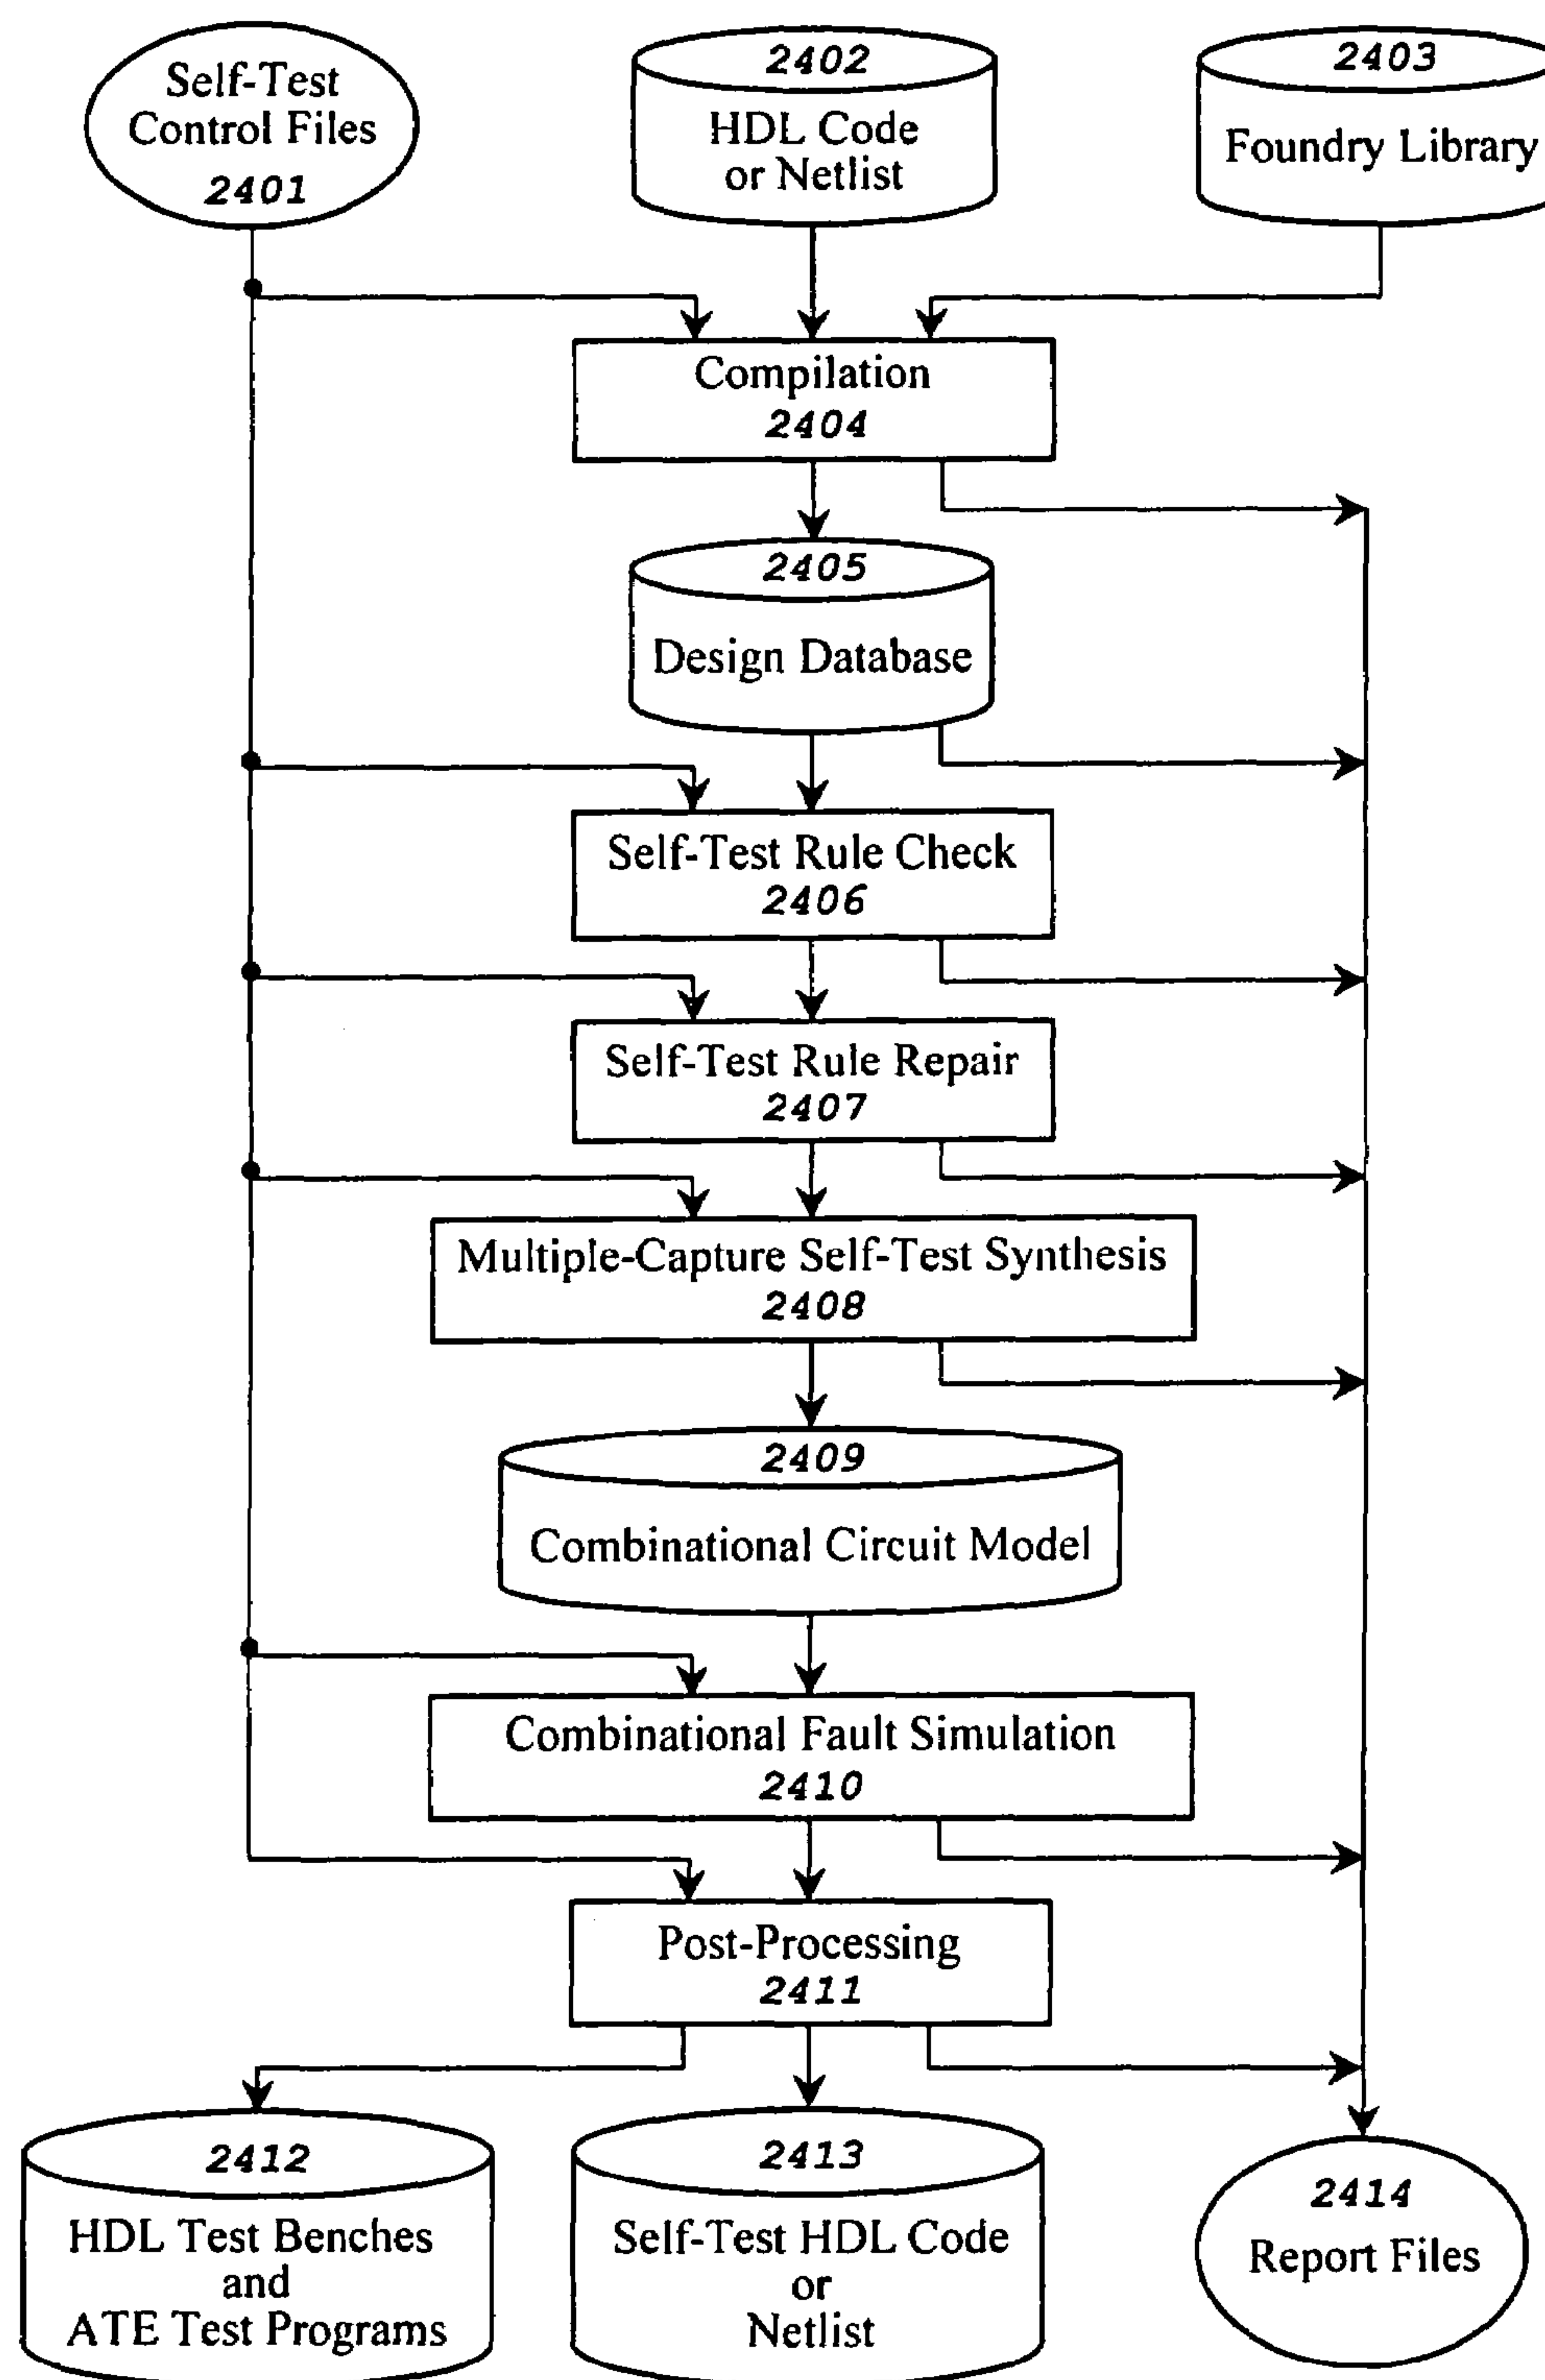 Self-Test
Control Files
2401
2402
HDL Code
or Netlist
2403
Foundry Library
Compilation
2404
2405
Design Database
Self-Test Rule Check
2406
Self-Test Rule Repair
2407
Multiple-Capture Self-Test Synthesis
2408
2409
Combinational Circuit Model
Combinational Fault Simulation
2410
Post-Processing
2411
2412
HDL Test Benches
and
ATE Test Programs
2413
Self-Test HDL Code
or
Netlist
2414
Report Files